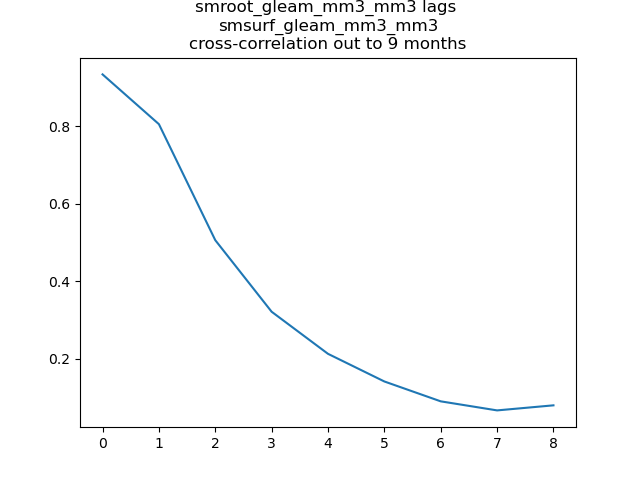 smroot_gleam_mm3_mm3 lags
smsurf_gleam_mm3_mm3
cross-correlation out to 9 months
0.8
0.6
0.4
0.2
0 1 2 3 4 5 6 7 8